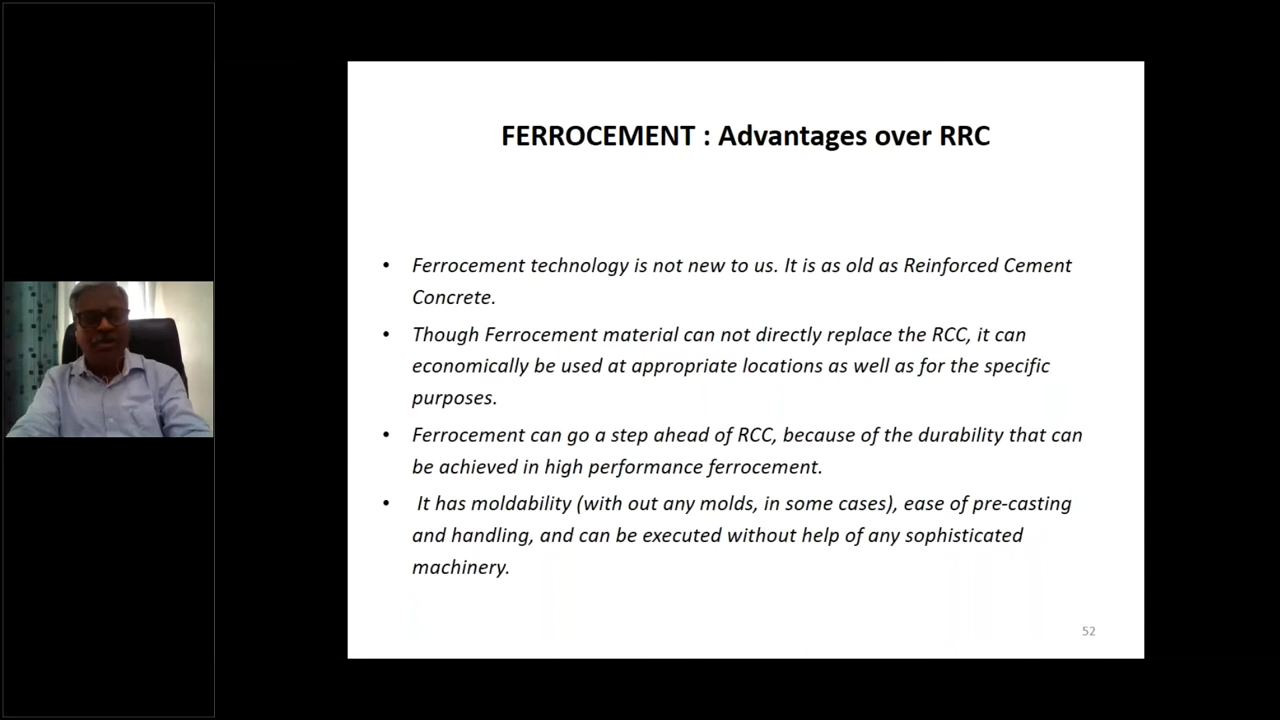 FERROCEMENT : Advantages over RRC
• Ferrocement technology is not new to us. It is as old as Reinforced Cement
Concrete.
• Though Ferrocement material can not directly replace the RCC, it can
economically be used at appropriate locations as well as for the specific
purposes.
• Ferrocement can go a step ahead of RCC, because of the durability that can
be achieved in high performance ferrocement.
• It has moldability (with out any molds, in some cases), ease of pre-casting
and handling, and can be executed without help of any sophisticated
machinery.
52